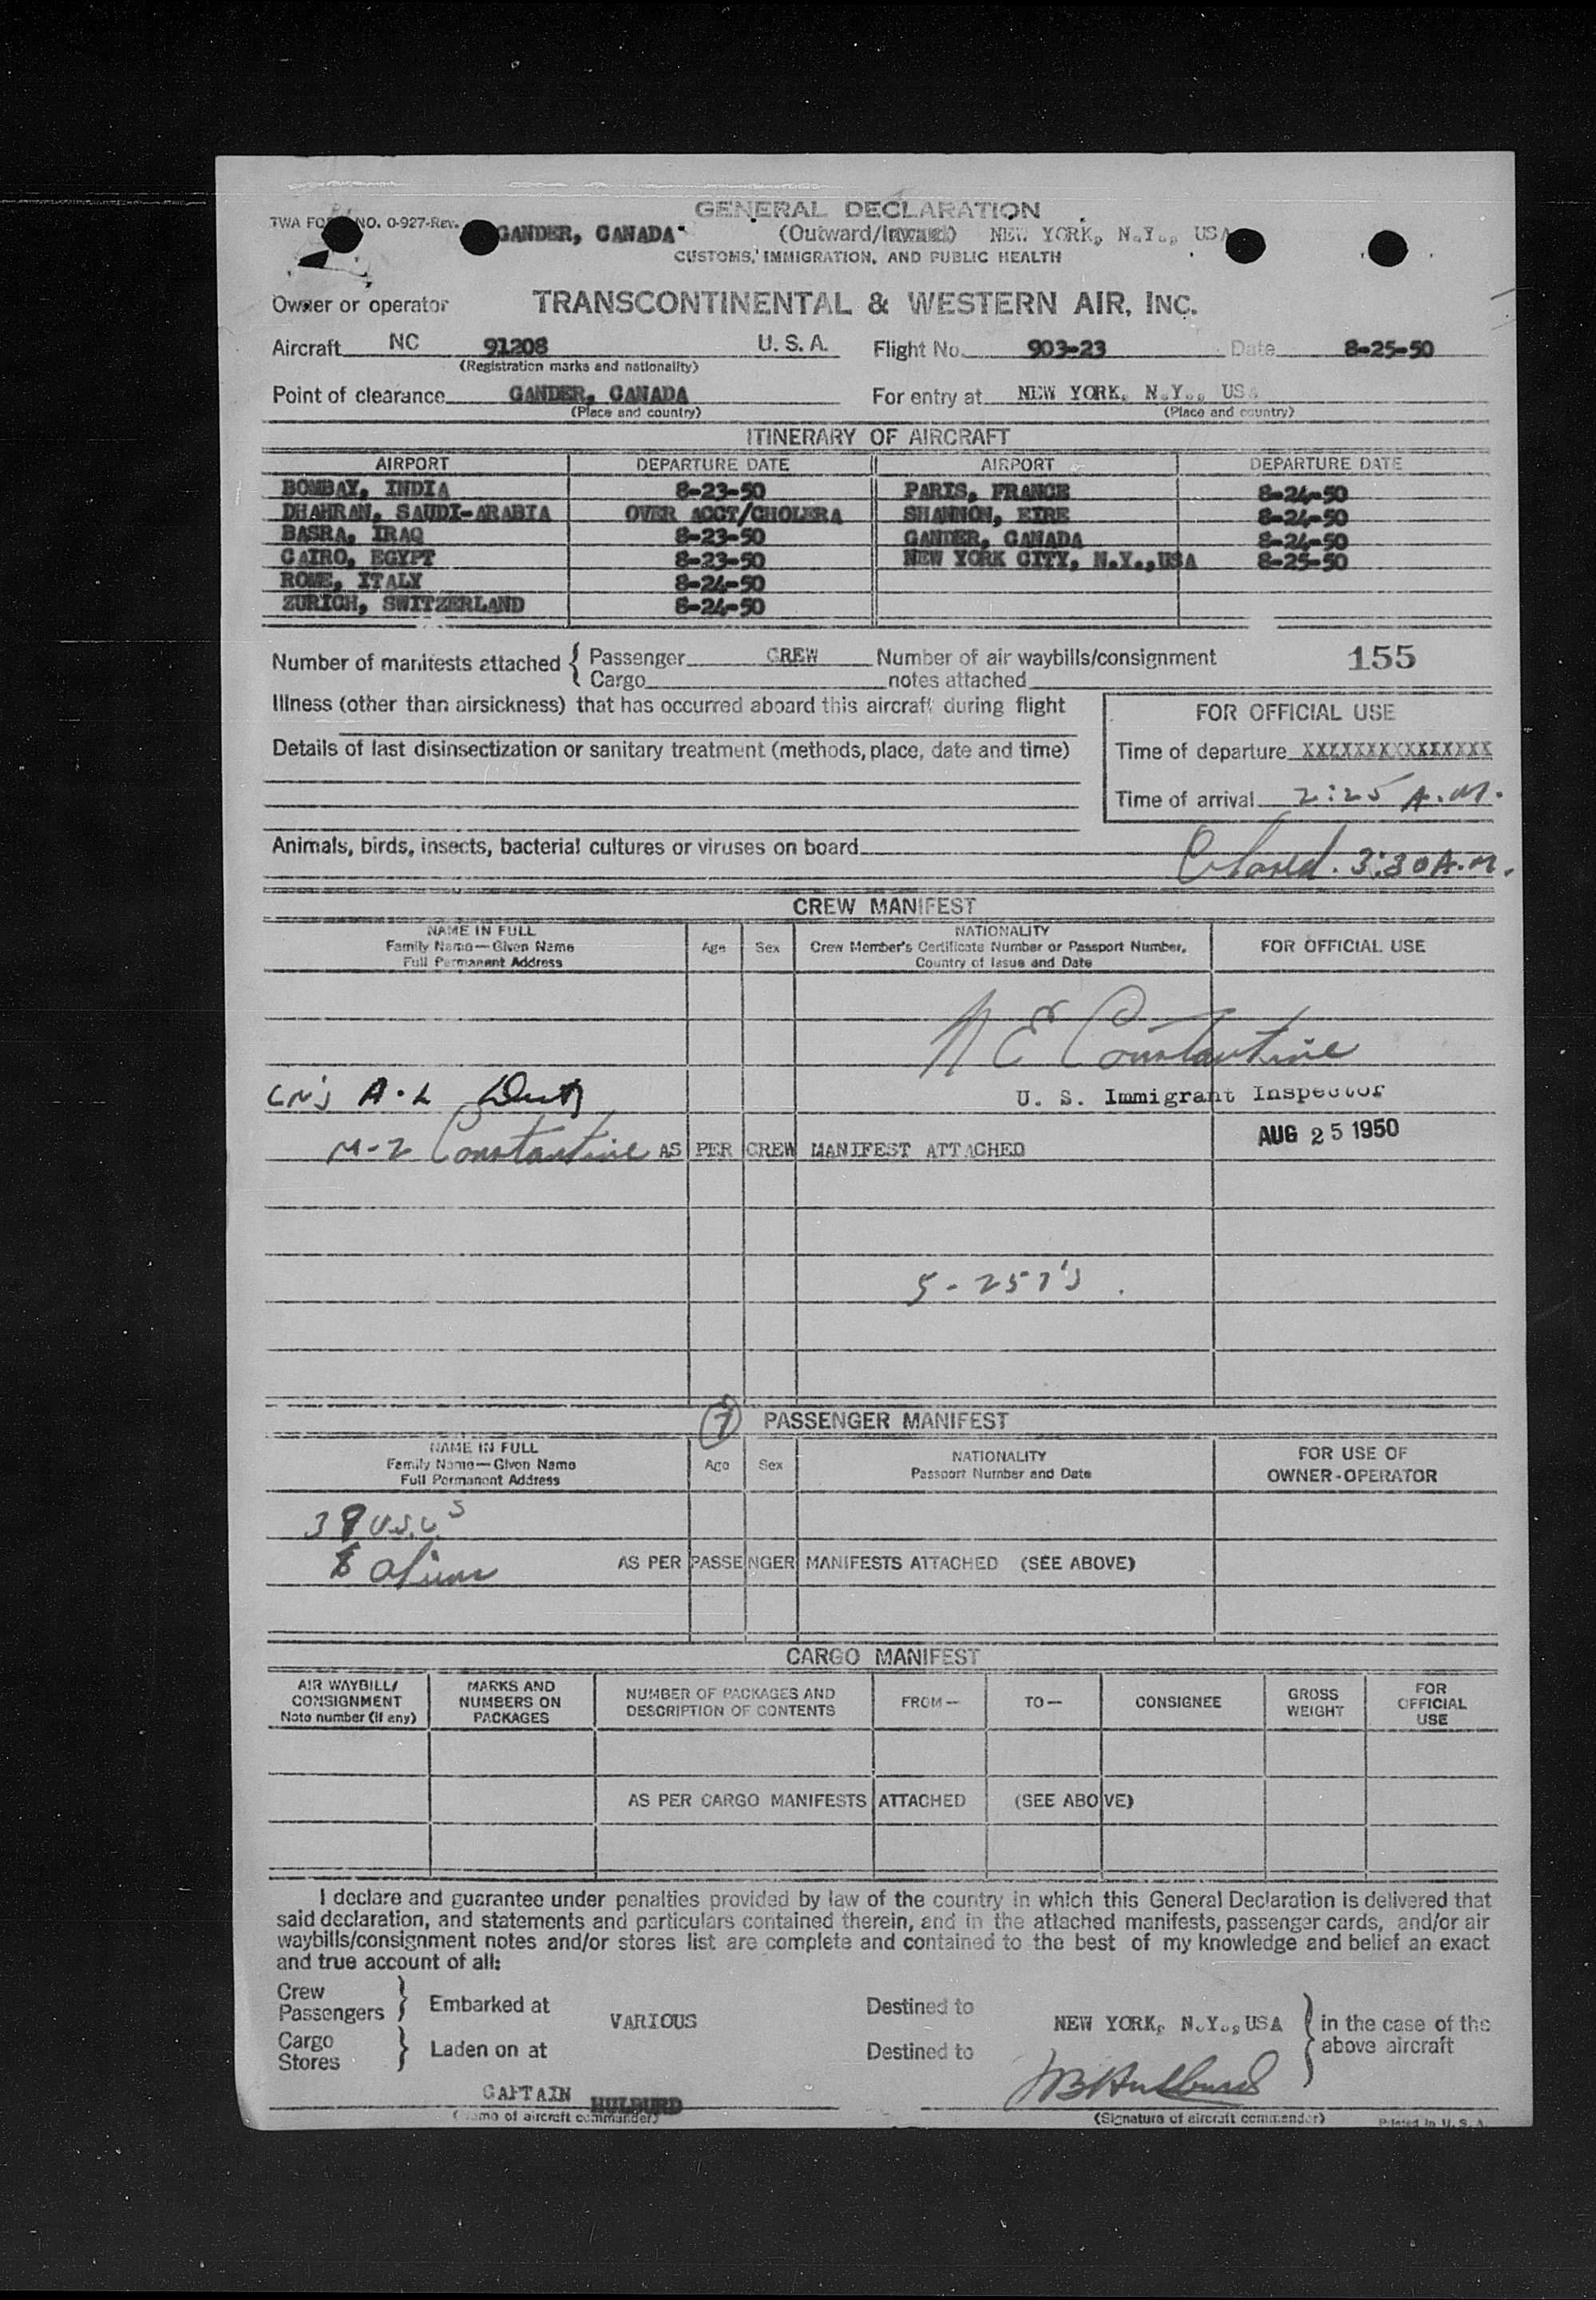 GENERAL DECLARATION
TWA NO. O-927-Rev. GANDER, CANADA (Outward/Inward) NEW YORK, N.Y., USA
CUSTOMS, IMMIGRATION, AND PUBLIC HEALTH
Owner or operator TRANSCONTINENTAL & WESTERN AIR, INC.
Aircraft NC 91208 U. S. A. Flight No. 903-23 Date 8-25-50
(Registration marks and nationality)
Point of clearance GANDER, CANADA For entry at NEW YORK, N.Y., USA
(Place and country) (Place and country)
ITINERARY OF AIRCRAFT
AIRPORT DEPARTURE DATE AIRPORT DEPARTURE DATE
BOMBAY, INDIA 8-23-50 PARIS, FRANCE 8-24-50
DHAHRAN, SAUDI-ARABIA OVER ACCT/CHOLERA SHANNON, EIRE 8-24-50
BASRA, IRAQ 8-23-50 GANDER, CANADA 8-24-50
CAIRO, EGYPT 8-23-50 NEW YORK CITY, N.Y.,USA 8-25-50
ROME, ITALY 8-24-50
ZURICH, SWITZERLAND 8-24-50
Number of manifests attached { Passenger CREW Number of air waybills/consignment 155
Cargo notes attached
Illness (other than airsickness) that has occurred aboard this aircraft during flight
FOR OFFICIAL USE
Details of last disinsectization or sanitary treatment (methods, place, date and time)
Time of departure XXXXXXXXXXXXXXX
Time of arrival 2:25 A.M.
Animals, birds, insects, bacterial cultures or viruses on board
Closed. 3:30 A.M.
CREW MANIFEST
NAME IN FULL NATIONALITY
Family Name—Given Name Age Sex Crew Member's Certificate Number or Passport Number, FOR OFFICIAL USE
Full Permanent Address Country of Issue and Date
N E Constantine
A-L
U. S. Immigrant Inspector
AUG 25 1950
M-2 Constantine AS PER CREW MANIFEST ATTACHED
5 - 257's
7 PASSENGER MANIFEST
NAME IN FULL NATIONALITY FOR USE OF
Family Name—Given Name Age Sex Passport Number and Date OWNER-OPERATOR
Full Permanent Address
U.S.C.s
Aliens AS PER PASSENGER MANIFESTS ATTACHED (SEE ABOVE)
CARGO MANIFEST
AIR WAYBILL/ MARKS AND NUMBER OF PACKAGES AND FROM— TO— CONSIGNEE GROSS FOR
CONSIGNMENT NUMBERS ON DESCRIPTION OF CONTENTS WEIGHT OFFICIAL
Note number (if any) PACKAGES USE
AS PER CARGO MANIFESTS ATTACHED (SEE ABOVE)
I declare and guarantee under penalties provided by law of the country in which this General Declaration is delivered that
said declaration, and statements and particulars contained therein, and in the attached manifests, passenger cards, and/or air
waybills/consignment notes and/or stores list are complete and contained to the best of my knowledge and belief an exact
and true account of all:
Crew
Passengers } Embarked at VARIOUS Destined to NEW YORK, N.Y.,USA } in the case of the
Cargo above aircraft
Stores } Laden on at Destined to
CAPTAIN HULBURD
(Name of aircraft commander) (Signature of aircraft commander) Printed in U. S. A.